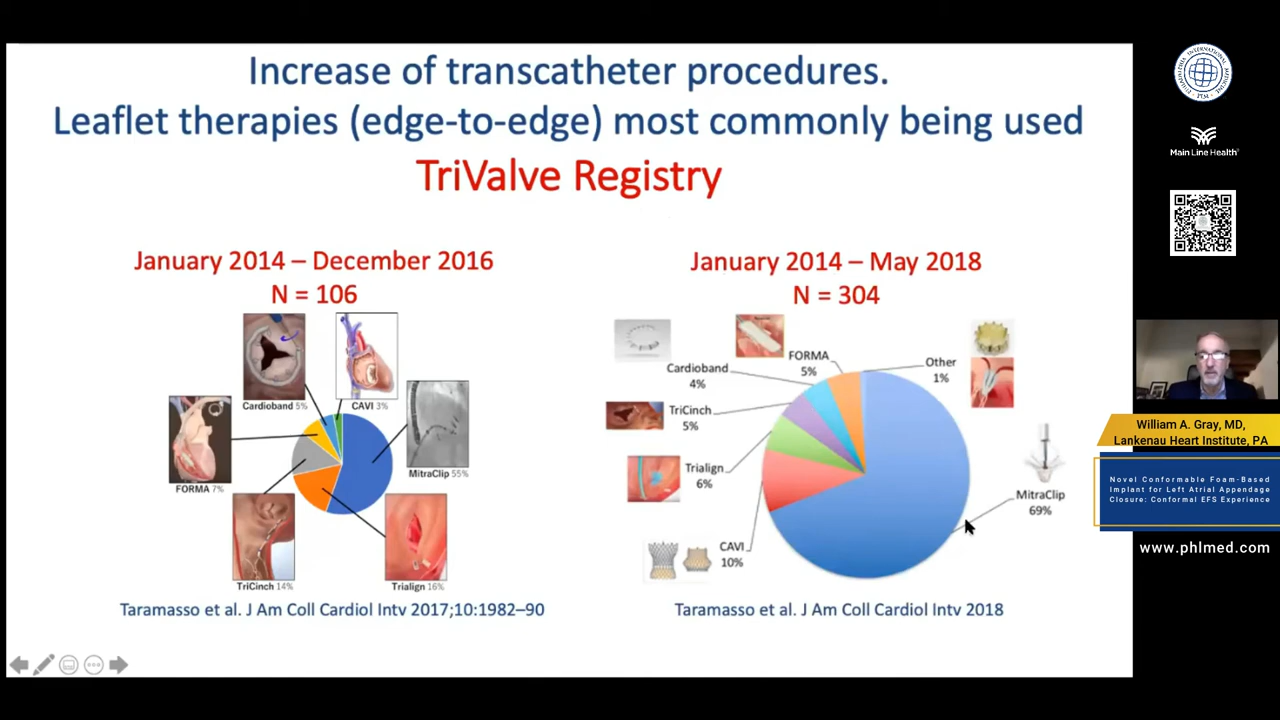 Increase of transcatheter procedures.
Leaflet therapies (edge-to-edge) most commonly being used
TriValve Registry
January 2014 – December 2016
N = 106
Cardioband 5%
CAVI 3%
MitraClip 55%
FORMA 7%
TriCinch 14%
Trialign 16%
Taramasso et al. J Am Coll Cardiol Intv 2017;10:1982–90
January 2014 – May 2018
N = 304
FORMA
5%
Other
1%
Cardioband
4%
TriCinch
5%
Trialign
6%
MitraClip
69%
CAVI
10%
Taramasso et al. J Am Coll Cardiol Intv 2018
Main Line Health
William A. Gray, MD,
Lankenau Heart Institute, PA
Novel Conformable Foam-Based
Implant for Left Atrial Appendage
Closure: Conformal EFS Experience
www.phlmed.com